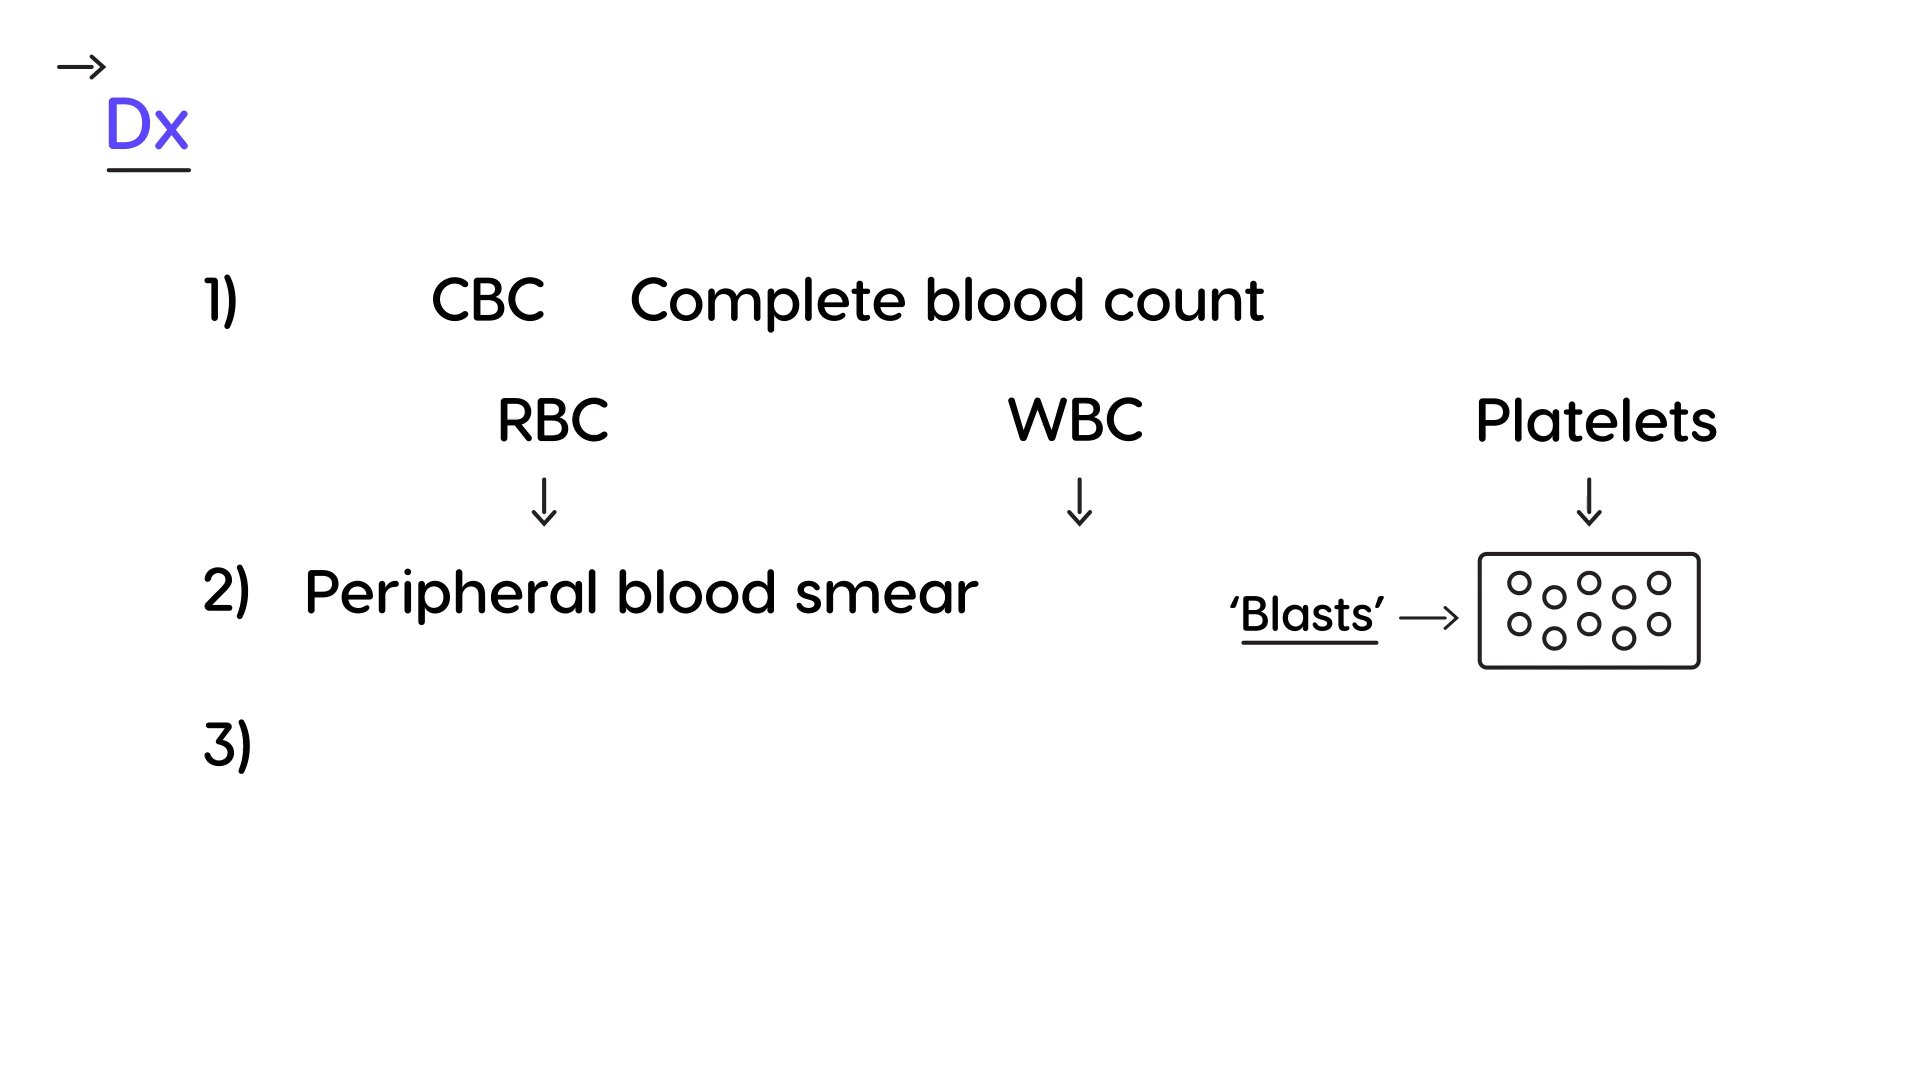 Dx
1) CBC Complete blood count
RBC WBC Platelets
2) Peripheral blood smear ‘Blasts’
3)